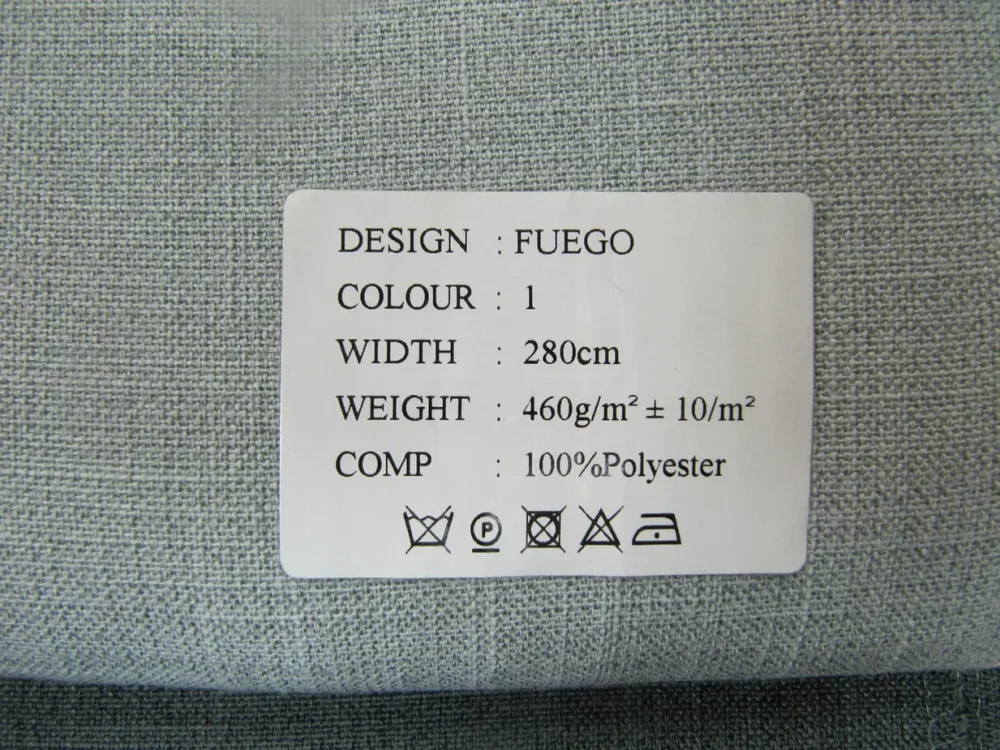 DESIGN : FUEGO
COLOUR : 1
WIDTH : 280cm
WEIGHT : 460g/m² ± 10/m²
COMP : 100%Polyester
P